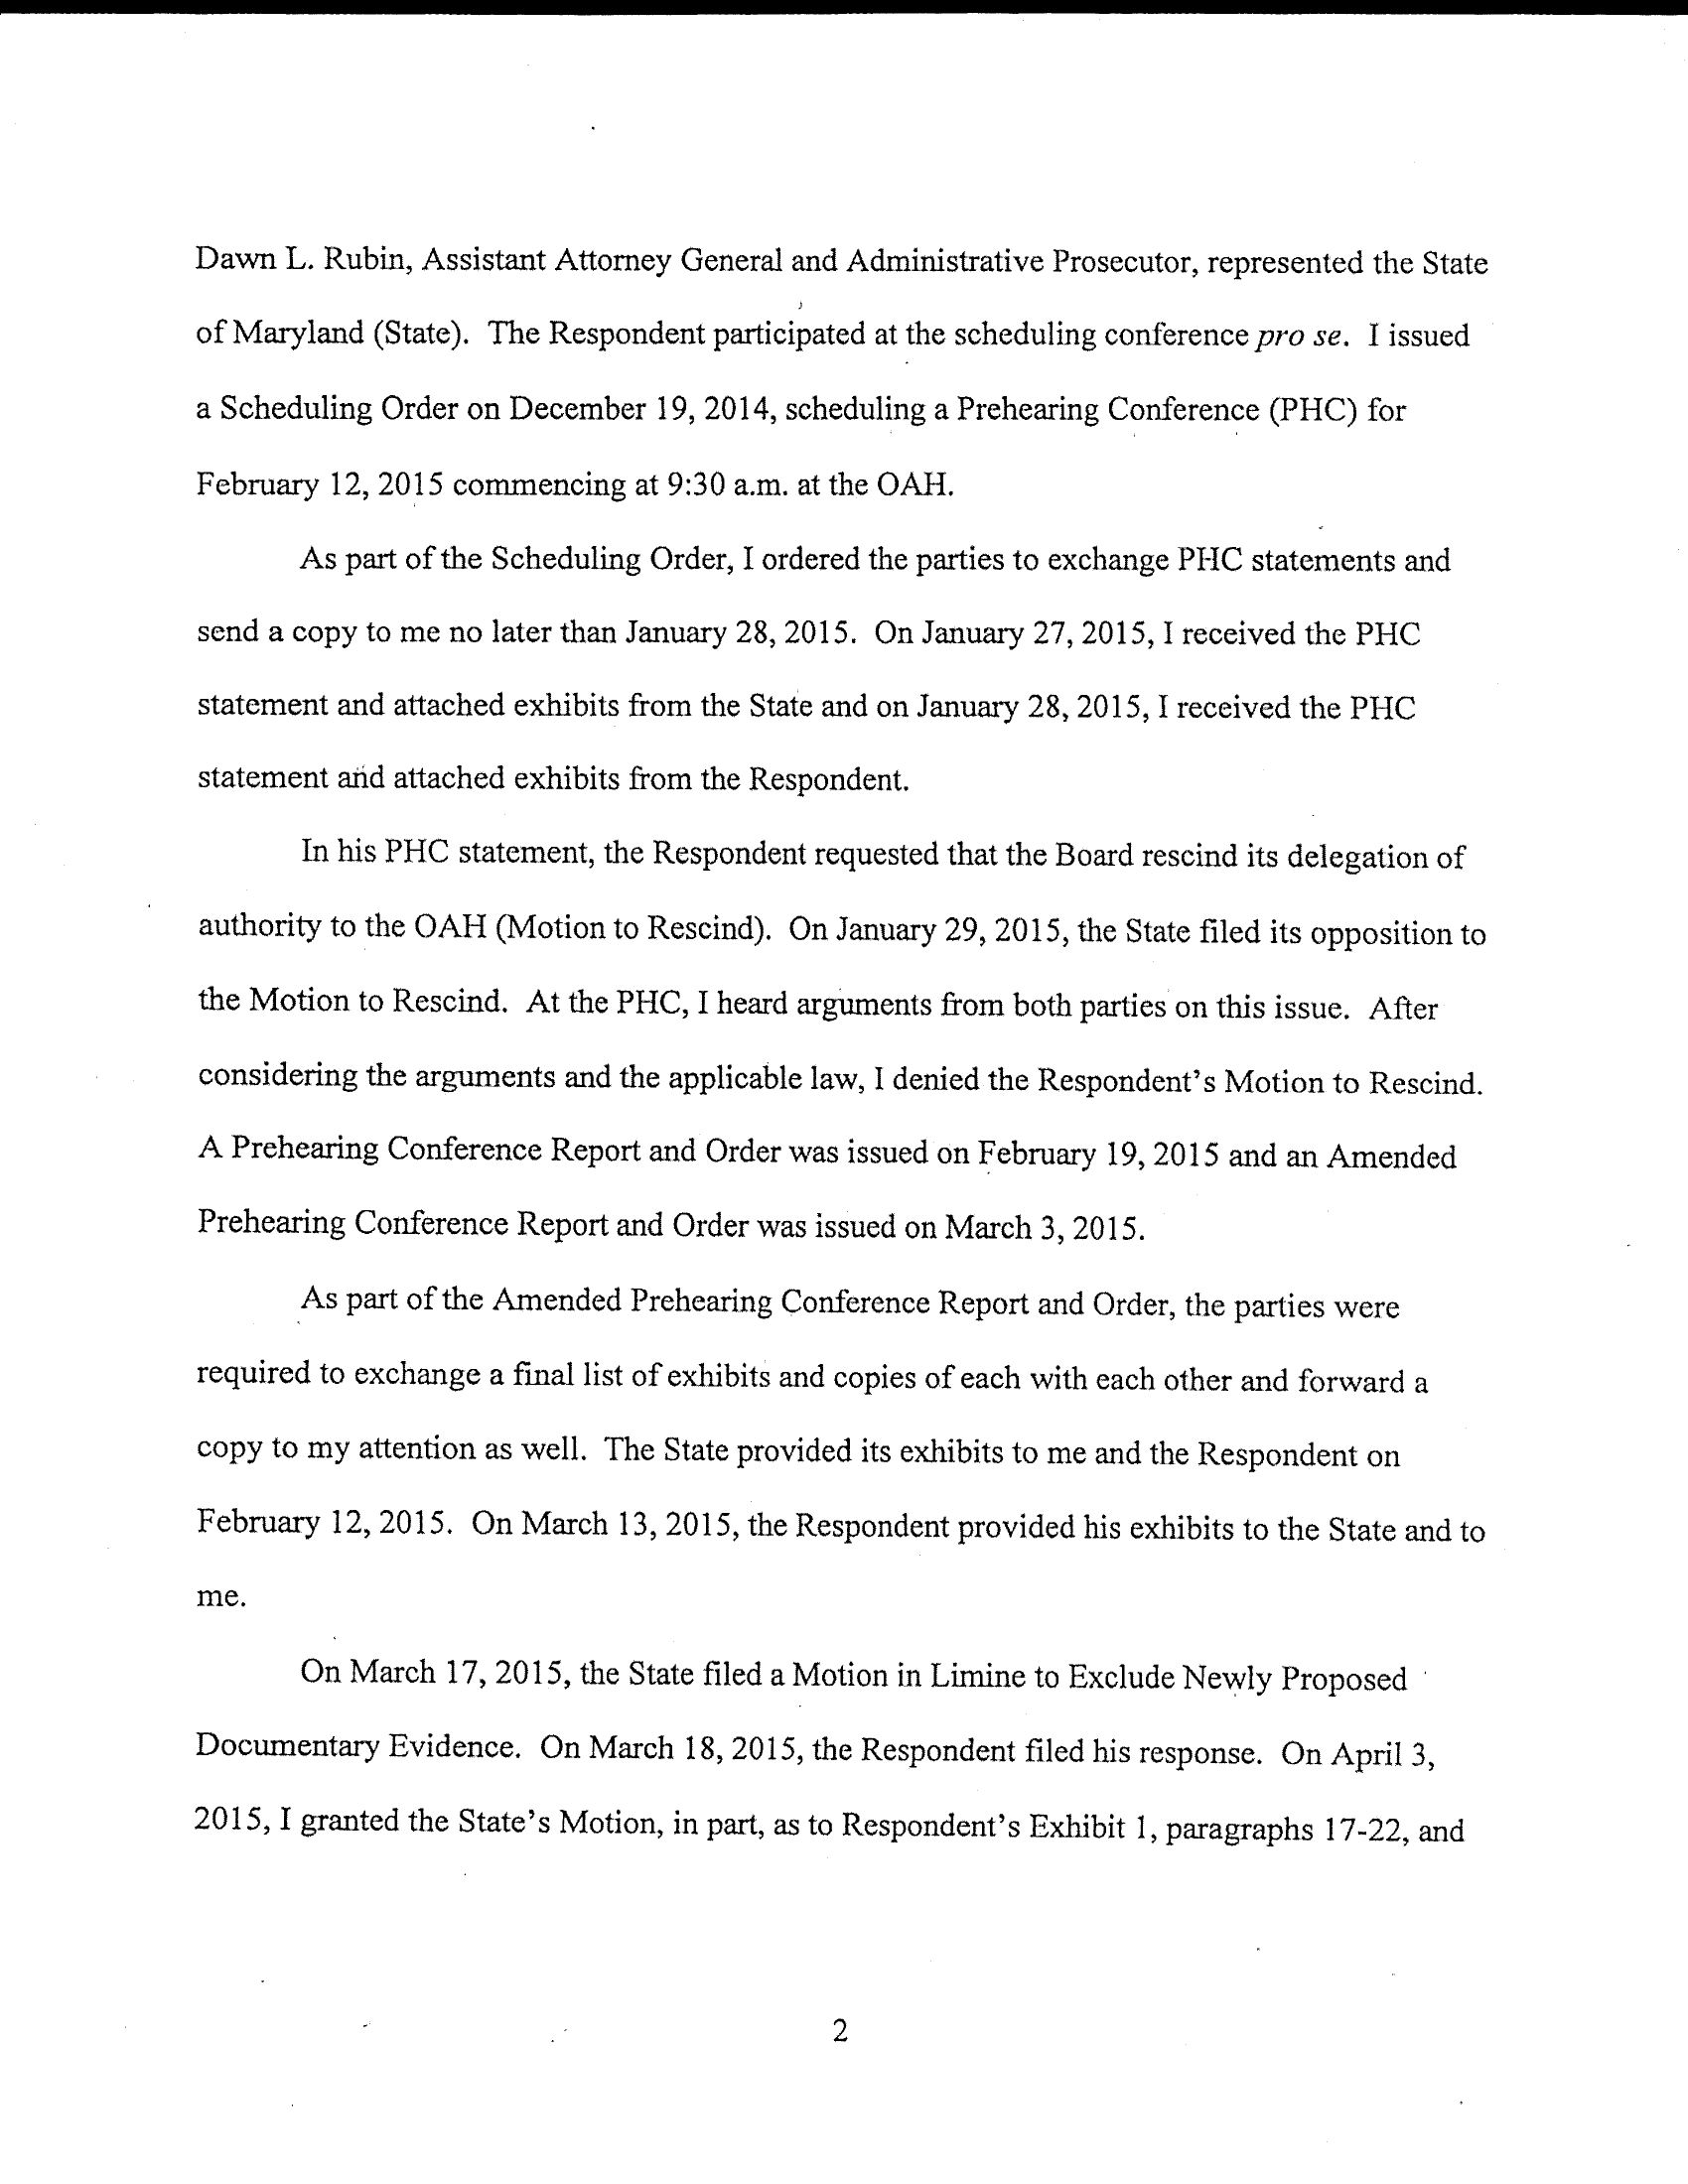 Dawn L. Rubin, Assistant Attorney General and Administrative Prosecutor, represented the State
of Maryland (State).  The Respondent participated at the scheduling conference pro se.  I issued
a Scheduling Order on December 19, 2014, scheduling a Prehearing Conference (PHC) for
February 12, 2015 commencing at 9:30 a.m. at the OAH.
As part of the Scheduling Order, I ordered the parties to exchange PHC statements and
send a copy to me no later than January 28, 2015.  On January 27, 2015, I received the PHC
statement and attached exhibits from the State and on January 28, 2015, I received the PHC
statement and attached exhibits from the Respondent.
In his PHC statement, the Respondent requested that the Board rescind its delegation of
authority to the OAH (Motion to Rescind).  On January 29, 2015, the State filed its opposition to
the Motion to Rescind.  At the PHC, I heard arguments from both parties on this issue.  After
considering the arguments and the applicable law, I denied the Respondent's Motion to Rescind.
A Prehearing Conference Report and Order was issued on February 19, 2015 and an Amended
Prehearing Conference Report and Order was issued on March 3, 2015.
As part of the Amended Prehearing Conference Report and Order, the parties were
required to exchange a final list of exhibits and copies of each with each other and forward a
copy to my attention as well.  The State provided its exhibits to me and the Respondent on
February 12, 2015.  On March 13, 2015, the Respondent provided his exhibits to the State and to
me.
On March 17, 2015, the State filed a Motion in Limine to Exclude Newly Proposed
Documentary Evidence.  On March 18, 2015, the Respondent filed his response.  On April 3,
2015, I granted the State's Motion, in part, as to Respondent's Exhibit 1, paragraphs 17-22, and
2